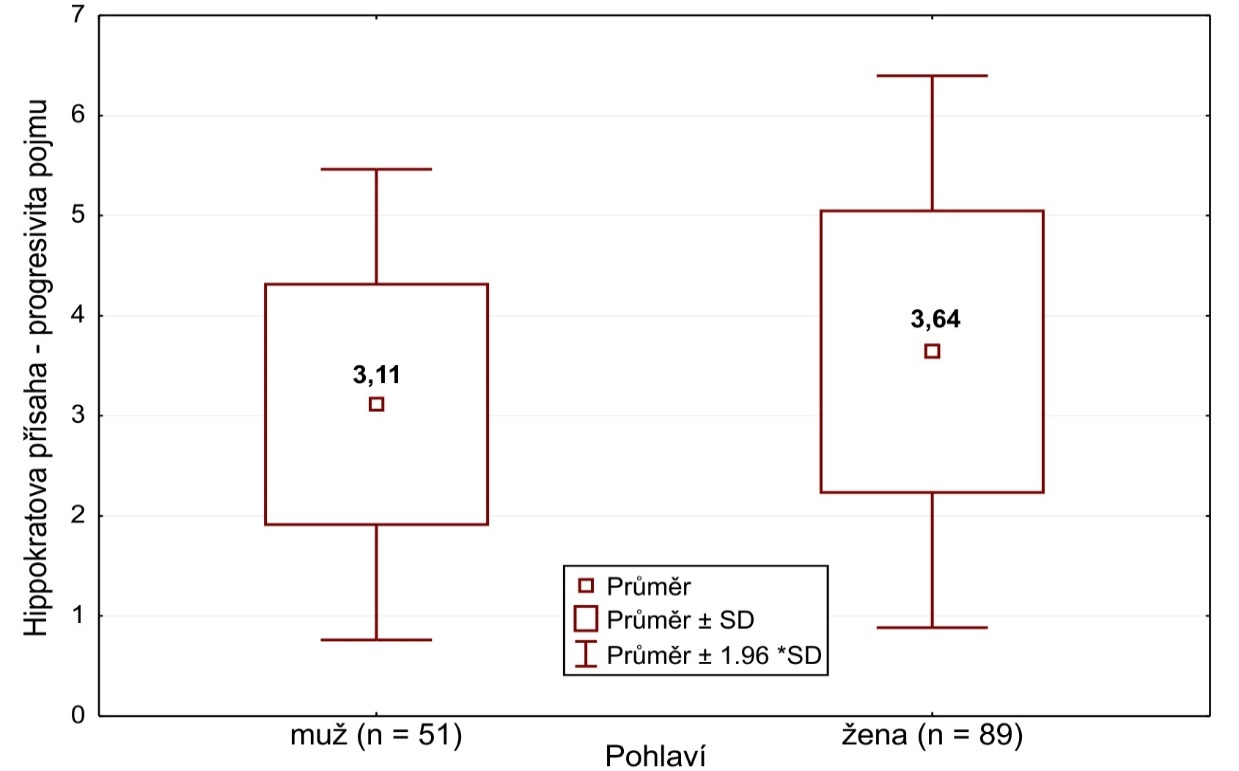 Hippokratova přísaha - progresivita pojmu
7
6
5
4
3
2
1
0
3,11
3,64
Průměr
Průměr ± SD
Průměr ± 1.96 *SD
muž (n = 51)
žena (n = 89)
Pohlaví